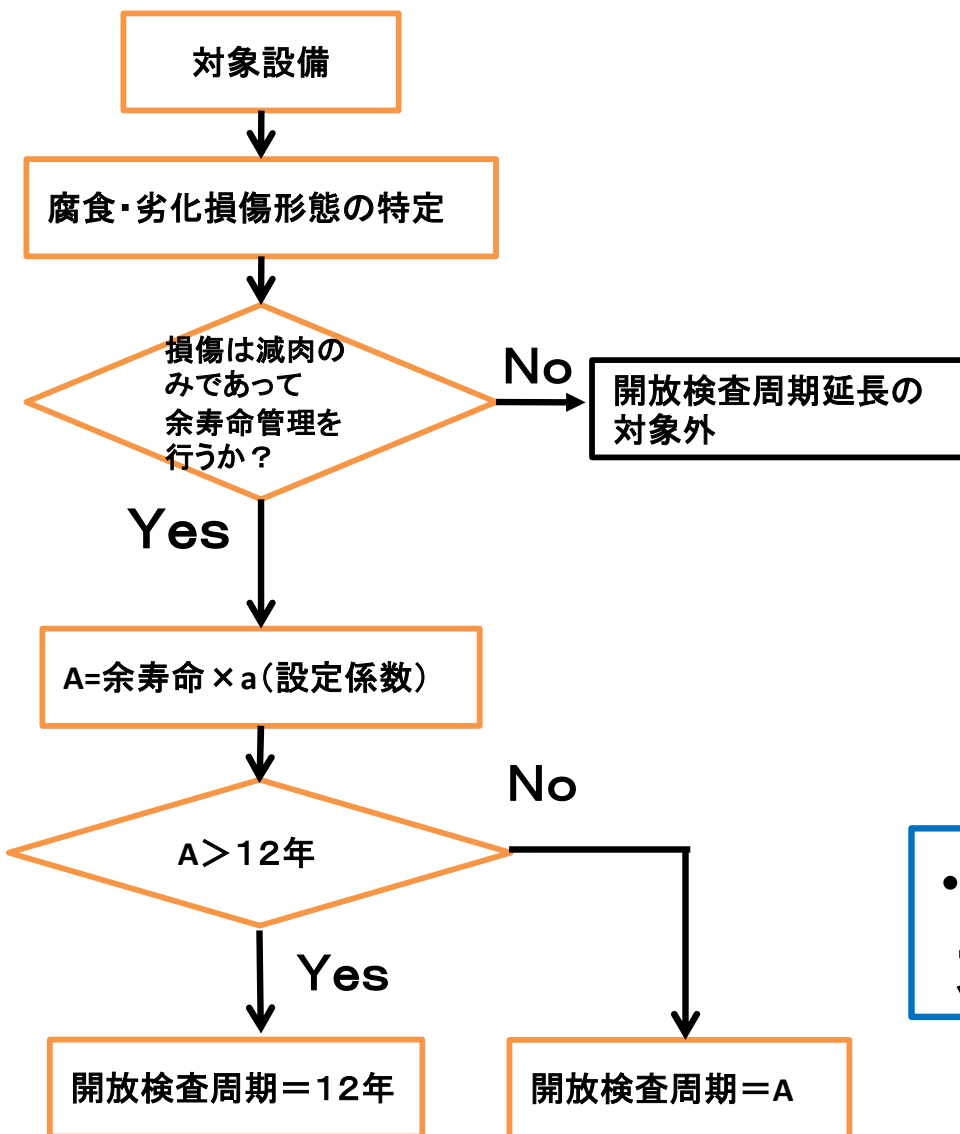 対象設備
腐食・劣化損傷形態の特定
損傷は減肉の
みであって
余寿命管理を
行うか？
No
開放検査周期延長の
対象外
Yes
A=余寿命×a（設定係数）
No
A＞１２年
・
Yes
開放検査周期＝１２年
開放検査周期＝A